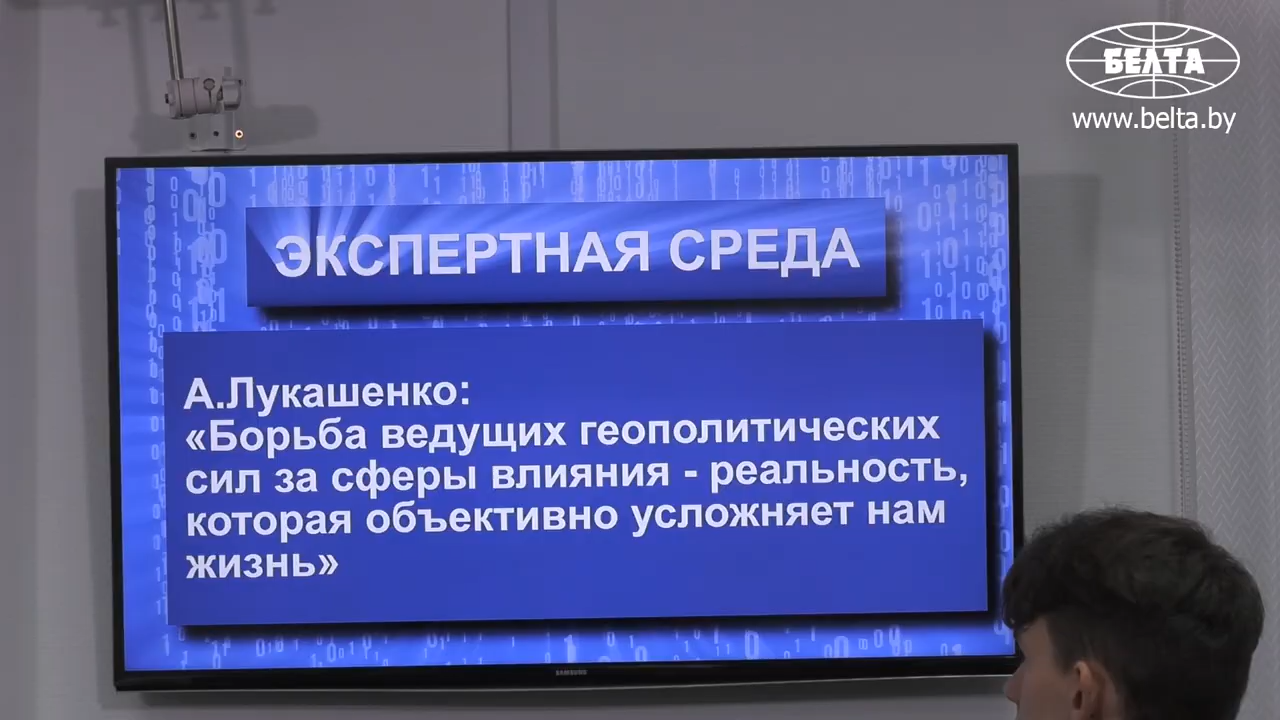 БЕЛТА
www.belta.by
ЭКСПЕРТНАЯ СРЕДА
А.Лукашенко:
«Борьба ведущих геополитических
сил за сферы влияния - реальность,
которая объективно усложняет нам
жизнь»
SAMSUNG